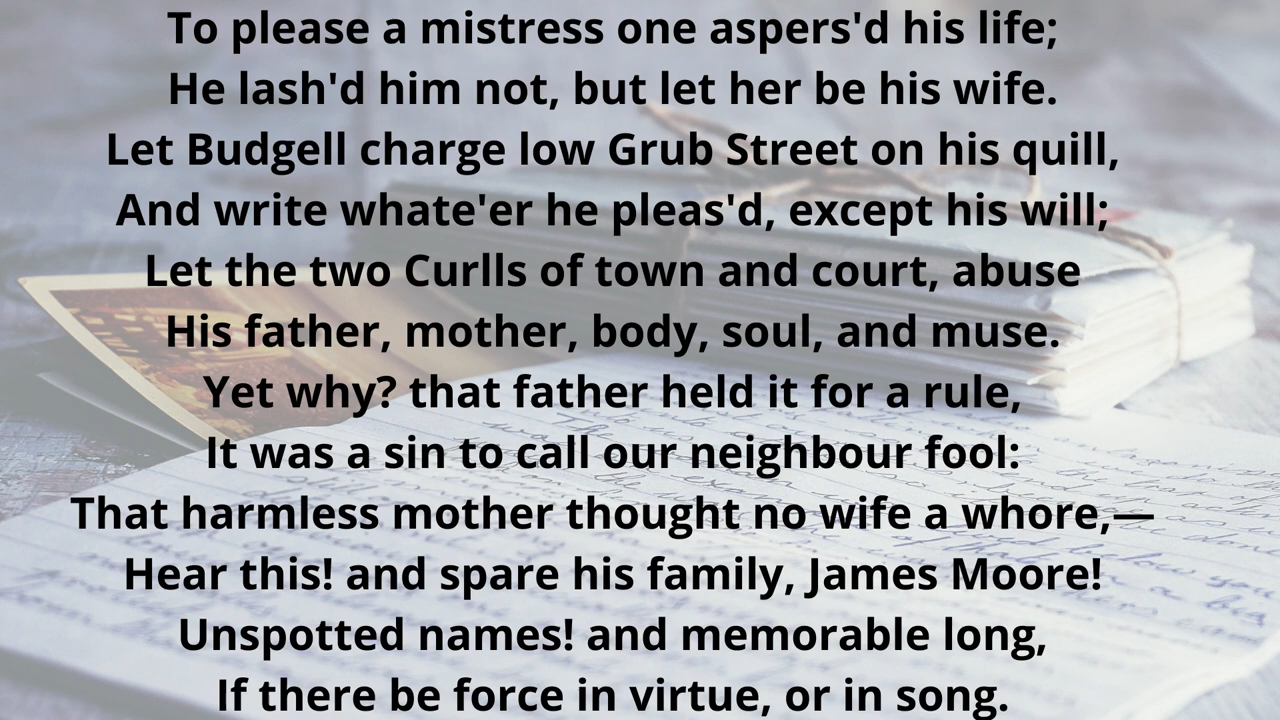 To please a mistress one aspers'd his life;
He lash'd him not, but let her be his wife.
Let Budgell charge low Grub Street on his quill,
And write whate'er he pleas'd, except his will;
Let the two Curlls of town and court, abuse
His father, mother, body, soul, and muse.
Yet why? that father held it for a rule,
It was a sin to call our neighbour fool:
That harmless mother thought no wife a whore,—
Hear this! and spare his family, James Moore!
Unspotted names! and memorable long,
If there be force in virtue, or in song.